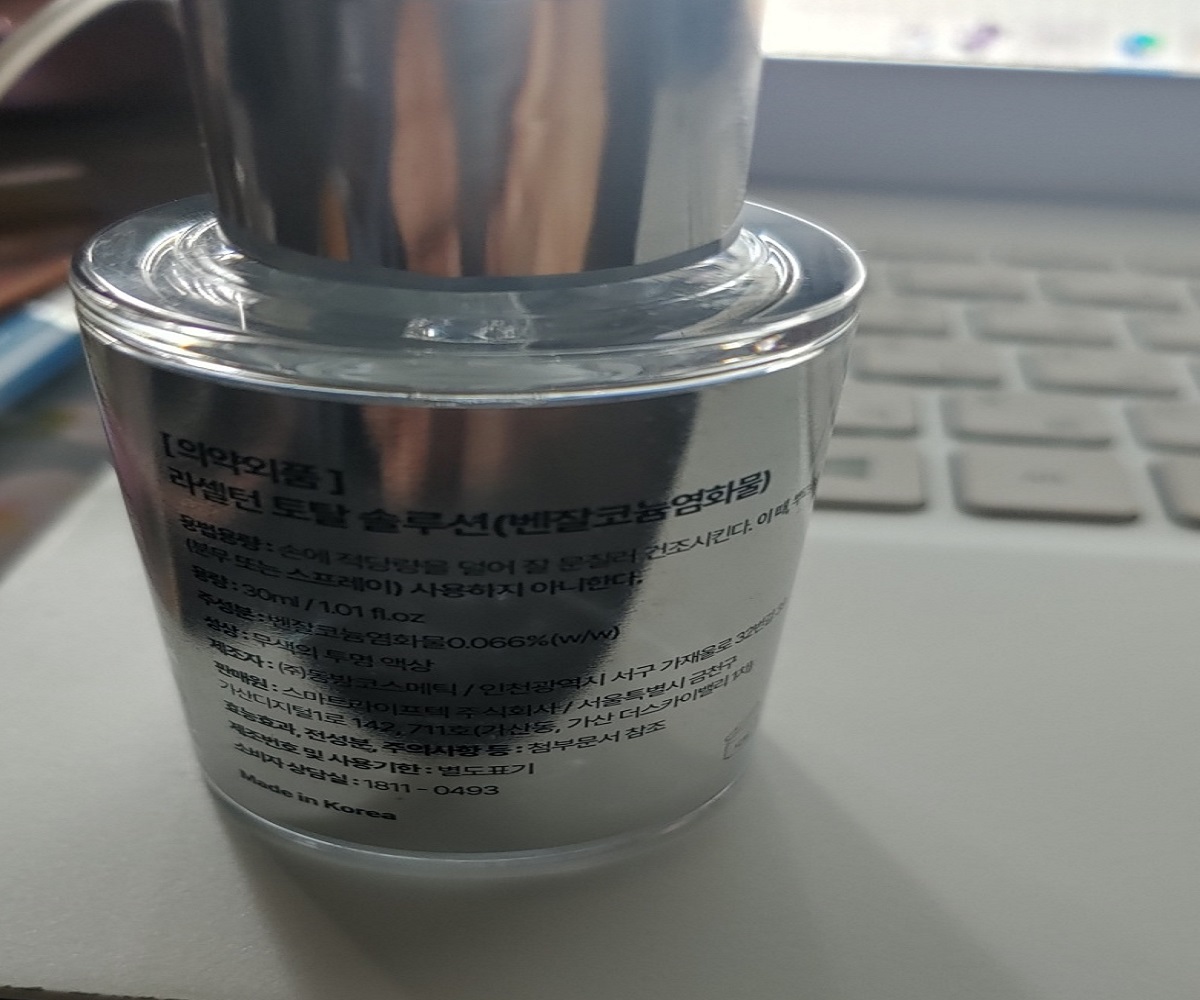 [의약외품]
라셀턴 토탈 솔루션(벤잘코늄염화물)
용법용량 : 손에 적당량을 덜어 잘 문질러 건조시킨다. 이 때,
(분무 또는 스프레이) 사용하지 아니한다.
용량 : 30ml / 1.01 fl.oz
주성분 : 벤잘코늄염화물0.066%(w/w)
성상 : 무색의 투명 액상
제조자 : (주)동방코스메틱 / 인천광역시 서구 가재울로 32번길
판매원 : 스마트라이프텍 주식회사 / 서울특별시 금천구
가산디지털1로 142, 711호(가산동, 가산 더스카이밸리 1차)
효능효과, 전성분, 주의사항 등 : 첨부문서 참조
제조번호 및 사용기한 : 별도표기
소비자 상담실 : 1811 - 0493
Made in Korea